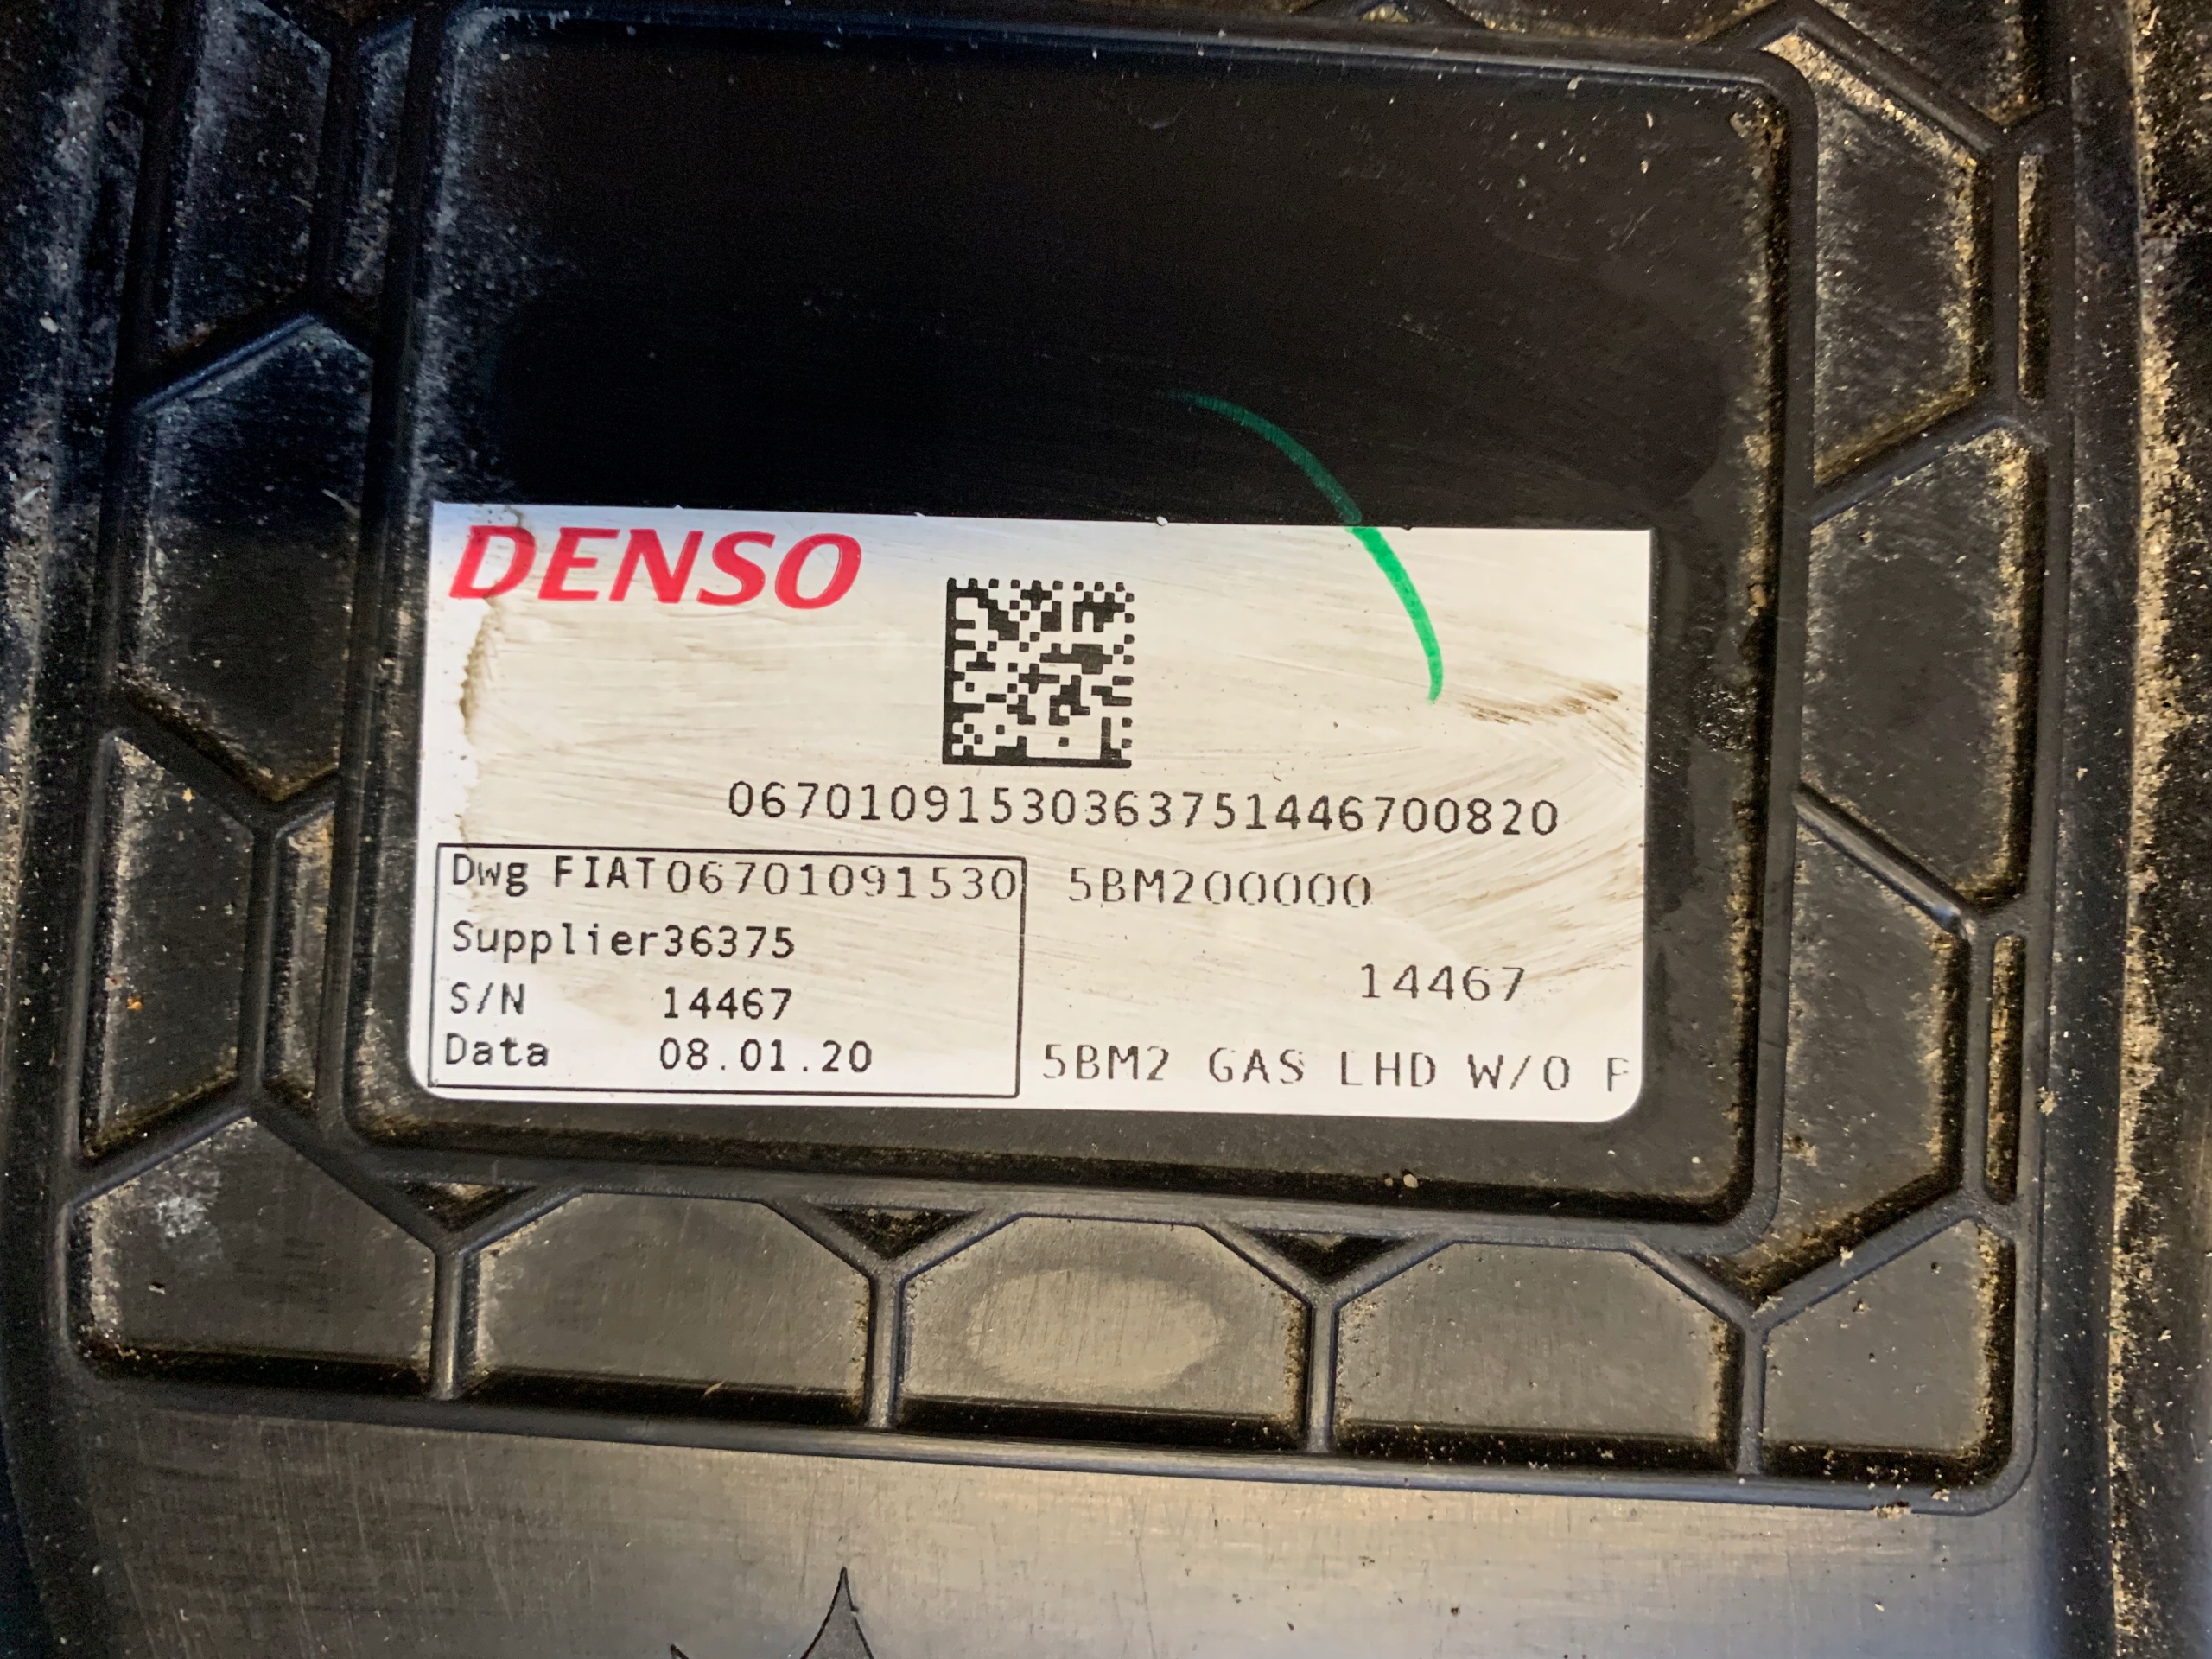 DENSO
06701091530363751446700820
Dwg FIAT06701091530 5BM200000
Supplier36375
S/N 14467 14467
Data 08.01.20 5BM2 GAS LHD W/O